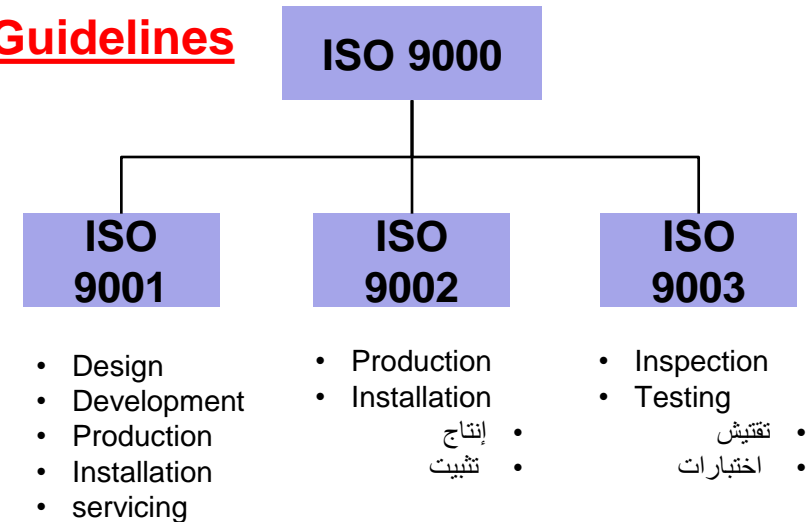 Guidelines
ISO 9000
ISO
9001
ISO
9002
ISO
9003
• Design
• Development
• Production
• Installation
• servicing
• Production
• Installation
• إنتاج
• تثبيت
• Inspection
• Testing
• تفتيش
• اختبارات